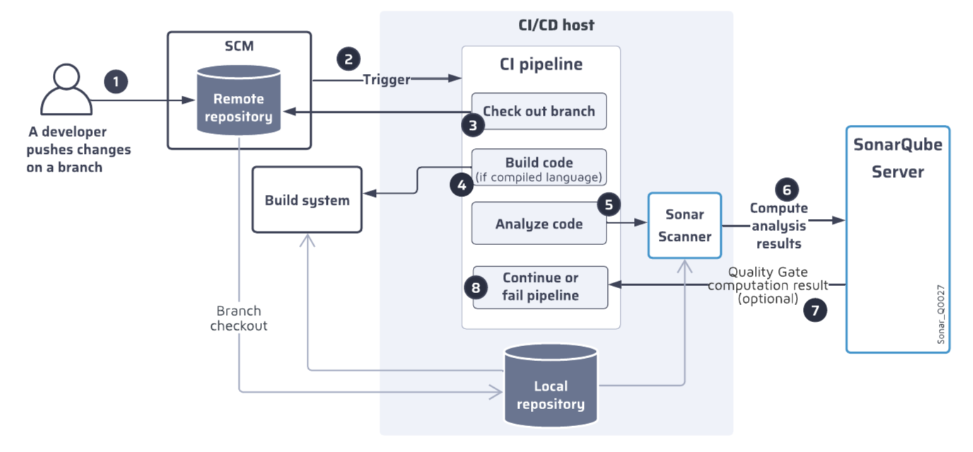 CI/CD host
SCM
Remote
repository
1
A developer
pushes changes
on a branch
2
Trigger
CI pipeline
Check out branch
3
Build code
(if compiled language)
4
Build system
Analyze code
5
Sonar
Scanner
6
Compute
analysis
results
SonarQube
Server
Quality Gate
computation result
(optional)
7
8
Continue or
fail pipeline
Branch
checkout
Local
repository
Sonar_Q0027